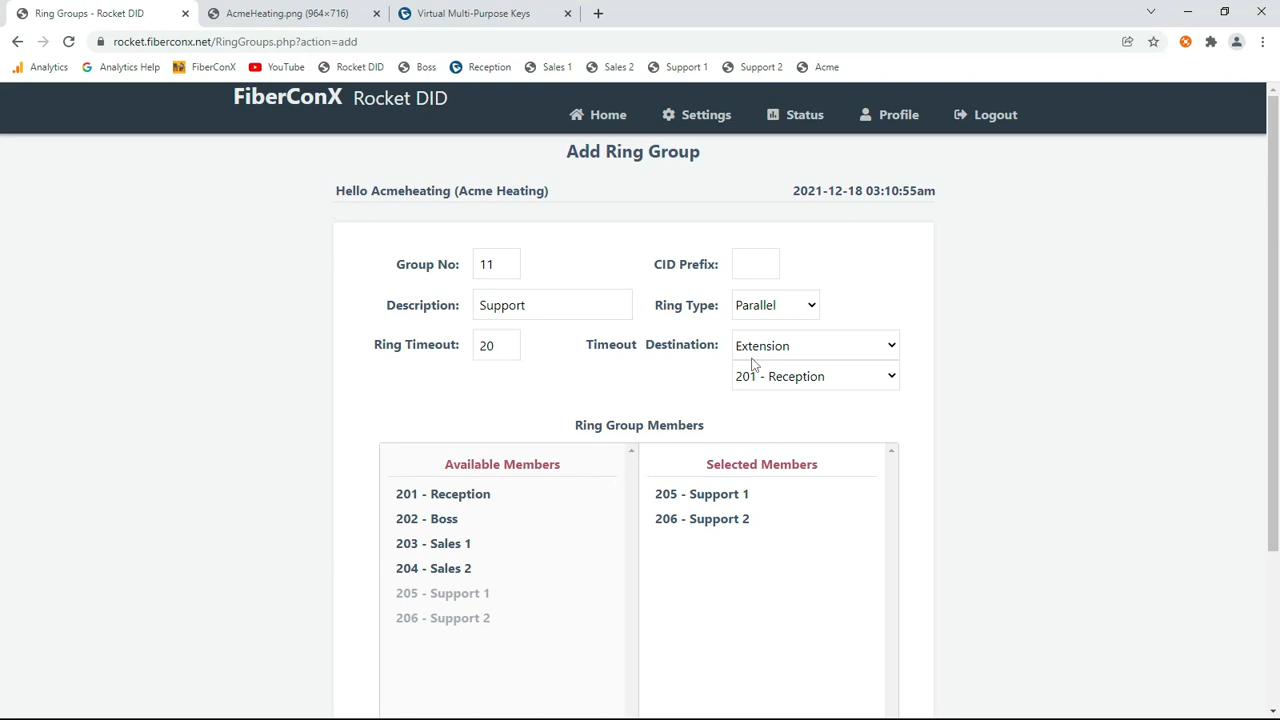 Ring Groups - Rocket DID
AcmeHeating.png (964×716)
Virtual Multi-Purpose Keys
rocket.fiberconx.net/RingGroups.php?action=add
Analytics Analytics Help FiberConX YouTube Rocket DID Boss Reception Sales 1 Sales 2 Support 1 Support 2 Acme
FiberConX Rocket DID
Home Settings Status Profile Logout
Add Ring Group
Hello Acmeheating (Acme Heating) 2021-12-18 03:10:55am
Group No: 11 CID Prefix:
Description: Support Ring Type: Parallel
Ring Timeout: 20 Timeout Destination: Extension
201 - Reception
Ring Group Members
Available Members
201 - Reception
202 - Boss
203 - Sales 1
204 - Sales 2
205 - Support 1
206 - Support 2
Selected Members
205 - Support 1
206 - Support 2